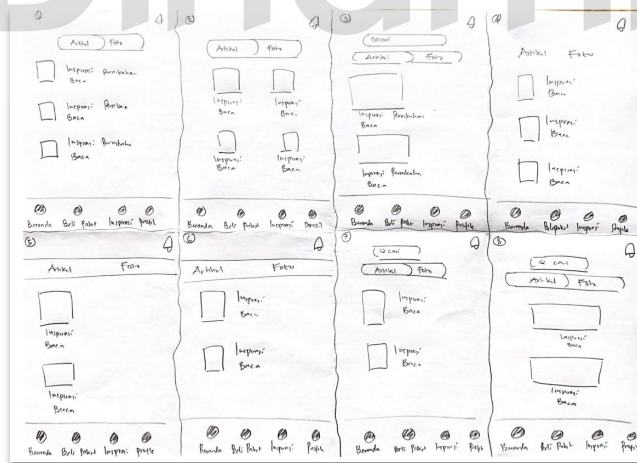 ①
Artikel Foto
Inspirasi Pernikahan
Baca
Inspirasi Pernikahan
Baca
Inspirasi Pernikahan
Baca
Beranda Beli Paket Inspirasi Profil
②
Artikel Foto
Inspirasi Inspirasi
Baca Baca
Inspirasi Inspirasi
Baca Baca
Beranda Beli Paket Inspirasi Profil
③
Q cari
Artikel Foto
Inspirasi Pernikahan
Baca
Inspirasi Pernikahan
Baca
Beranda Beli Paket Inspirasi Profile
④
Artikel Foto
Inspirasi
Baca
Inspirasi
Baca
Inspirasi
Baca
Beranda Inspirasi Profile
⑤
Artikel Foto
Inspirasi
Baca
Inspirasi
Baca
Beranda Beli Paket Inspirasi profile
⑥
Artikel Foto
Inspirasi
Baca
Inspirasi
Baca
Beranda Beli Paket Inspirasi Profile
⑦
Q cari
Artikel Foto
Inspirasi
Baca
Inspirasi
Baca
Beranda Beli Paket Inspirasi Profile
⑧
Q cari
Artikel Foto
Inspirasi
Baca
Inspirasi
Baca
Beranda Beli Paket Inspirasi Profile